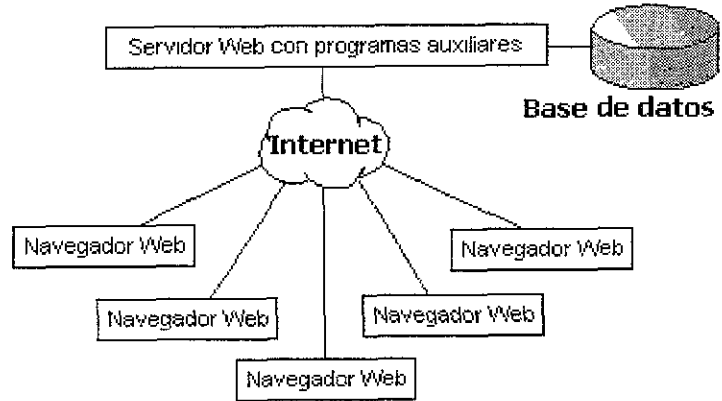 Servidor Web con programas auxiliares
Base de datos
Internet
Navegador Web
Navegador Web
Navegador Web
Navegador Web
Navegador Web